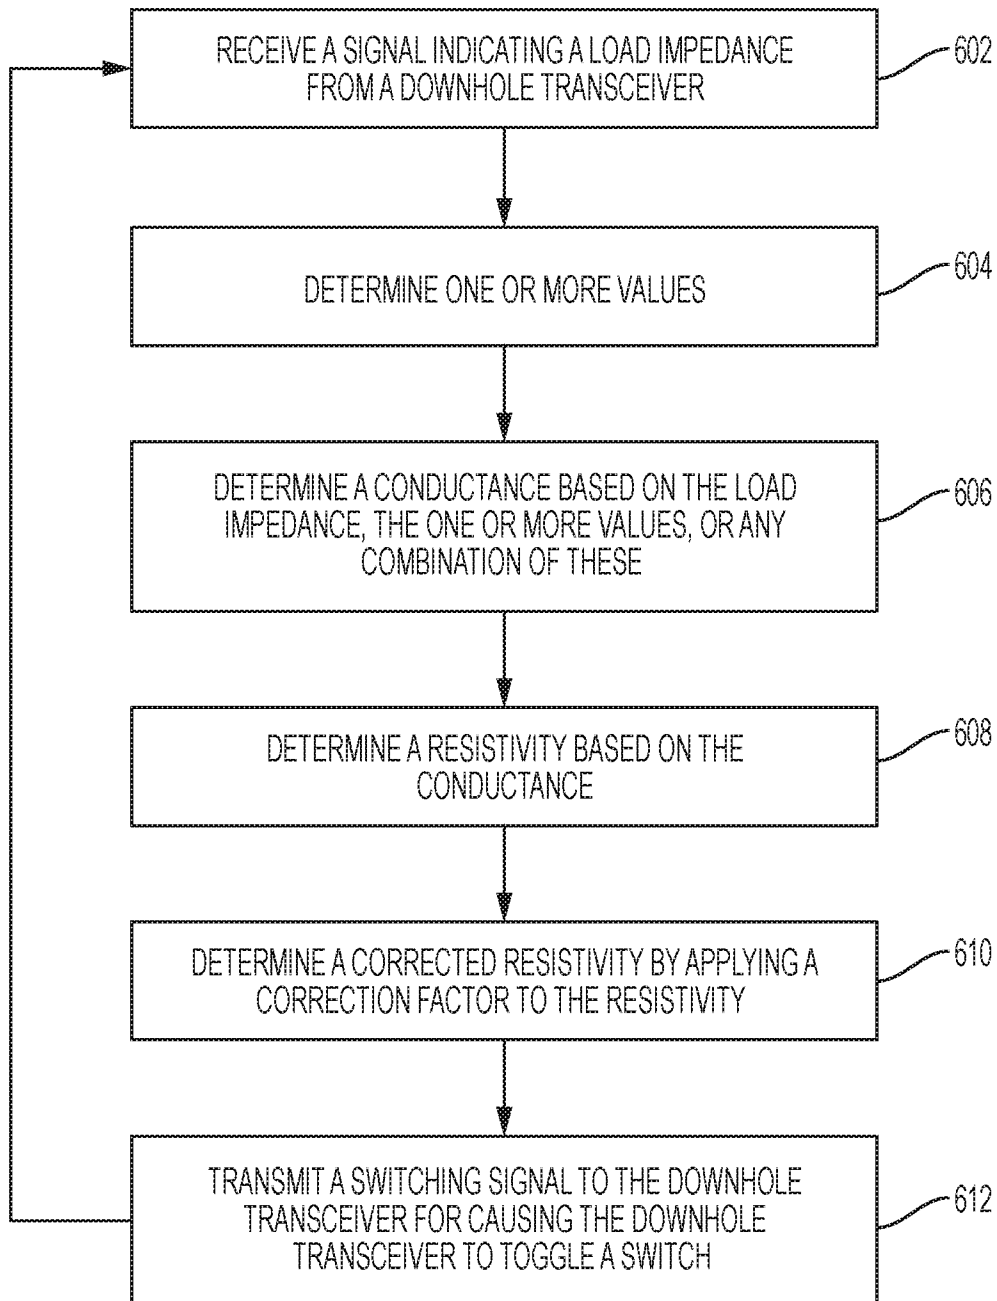 RECEIVE A SIGNAL INDICATING A LOAD IMPEDANCE
FROM A DOWNHOLE TRANSCEIVER
602
DETERMINE ONE OR MORE VALUES
604
DETERMINE A CONDUCTANCE BASED ON THE LOAD
IMPEDANCE, THE ONE OR MORE VALUES, OR ANY
COMBINATION OF THESE
606
DETERMINE A RESISTIVITY BASED ON THE
CONDUCTANCE
608
DETERMINE A CORRECTED RESISTIVITY BY APPLYING A
CORRECTION FACTOR TO THE RESISTIVITY
610
TRANSMIT A SWITCHING SIGNAL TO THE DOWNHOLE
TRANSCEIVER FOR CAUSING THE DOWNHOLE
TRANSCEIVER TO TOGGLE A SWITCH
612